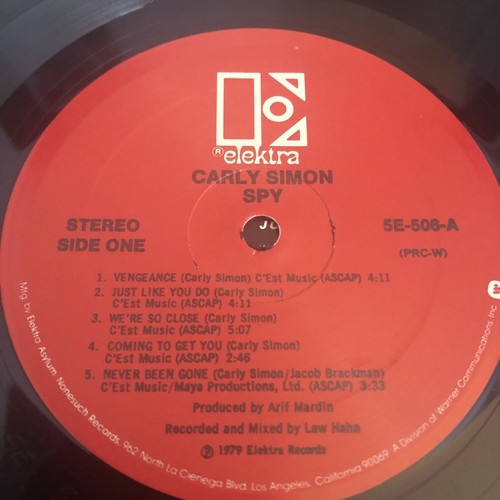 ® elektra
CARLY SIMON
SPY
STEREO
SIDE ONE
5E-506-A
(PRC-W)
1. VENGEANCE (Carly Simon) C'Est Music (ASCAP) 4:11
2. JUST LIKE YOU DO (Carly Simon)
C'Est Music (ASCAP) 4:11
3. WE'RE SO CLOSE (Carly Simon)
C'Est Music (ASCAP) 5:07
4. COMING TO GET YOU (Carly Simon)
C'Est Music (ASCAP) 2:46
5. NEVER BEEN GONE (Carly Simon/Jacob Brackman)
C'Est Music/Maya Productions, Ltd. (ASCAP) 3:33
Produced by Arif Mardin
Recorded and Mixed by Lew Hahn
℗ 1979 Elektra Records
Mfg. by Elektra Asylum Nonesuch Records, 962 North La Cienega Blvd. Los Angeles, California 90069 A Division of Warner Communications Inc.